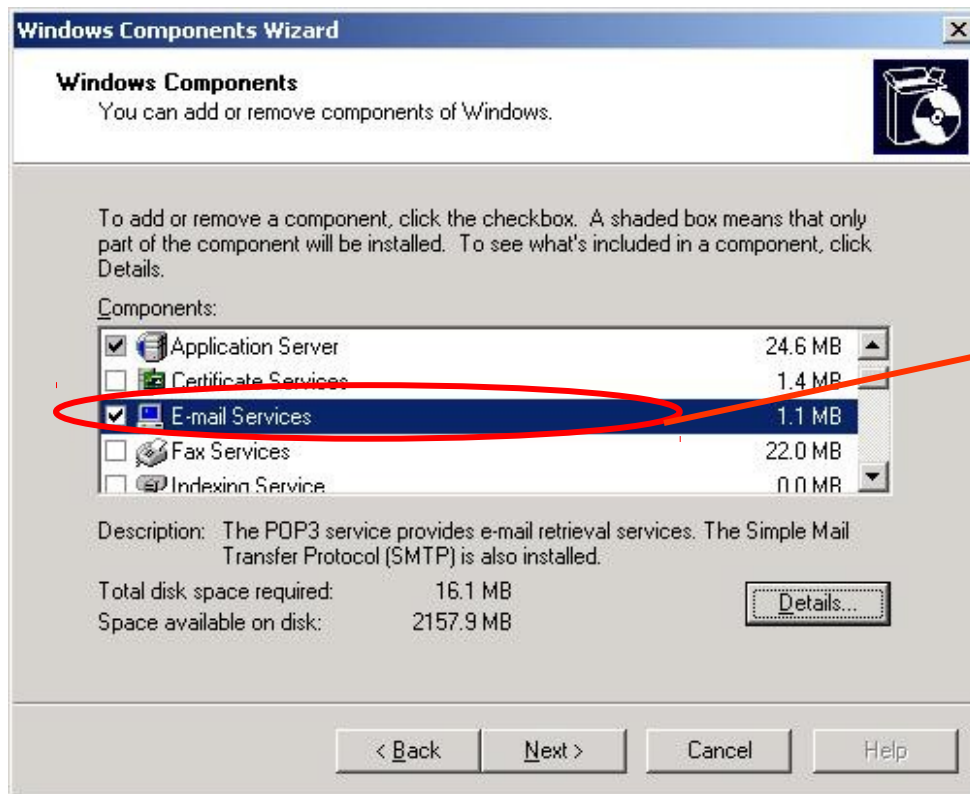 Windows Components Wizard
Windows Components
You can add or remove components of Windows.
To add or remove a component, click the checkbox. A shaded box means that only
part of the component will be installed. To see what's included in a component, click
Details.
Components:
Application Server 24.6 MB
Certificate Services 1.4 MB
E-mail Services 1.1 MB
Fax Services 22.0 MB
Indexing Service 0.0 MB
Description: The POP3 service provides e-mail retrieval services. The Simple Mail
Transfer Protocol (SMTP) is also installed.
Total disk space required: 16.1 MB
Space available on disk: 2157.9 MB
Details...
< Back Next > Cancel Help